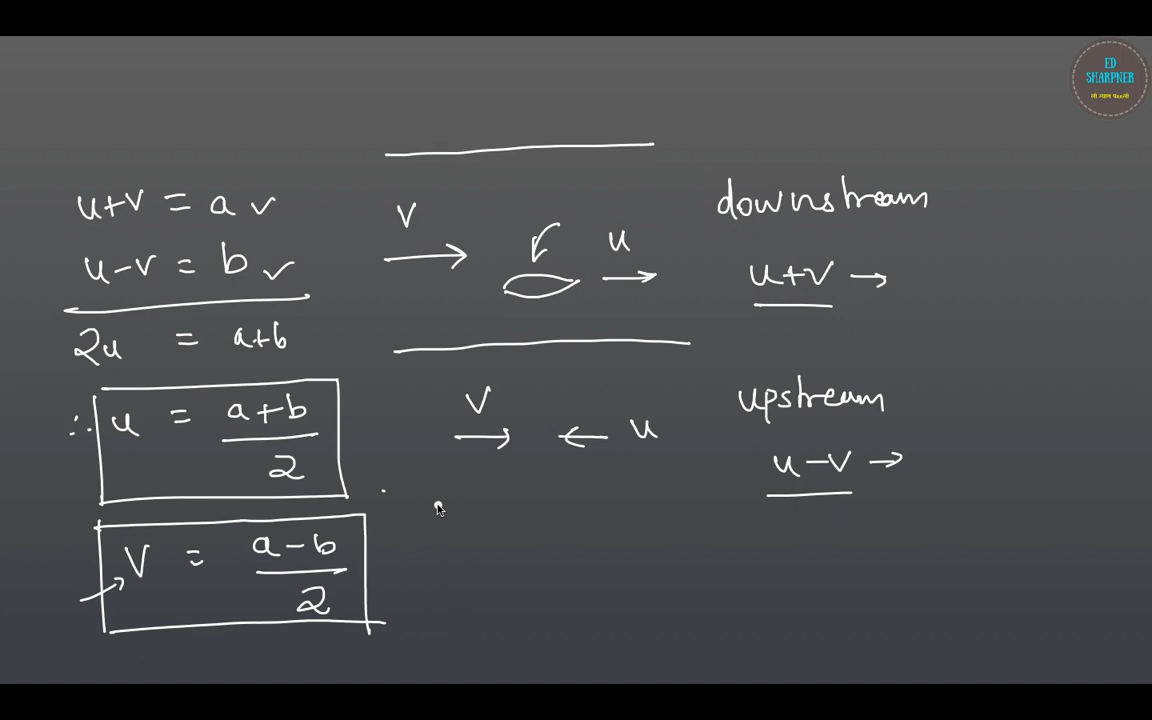 ED
SHARPNER
u+v = a ✓
u-v = b ✓
2u = a+b
∴ u = a+b
2
V = a-b
2
V
u
V
u
downstream
u+v →
upstream
u-v →